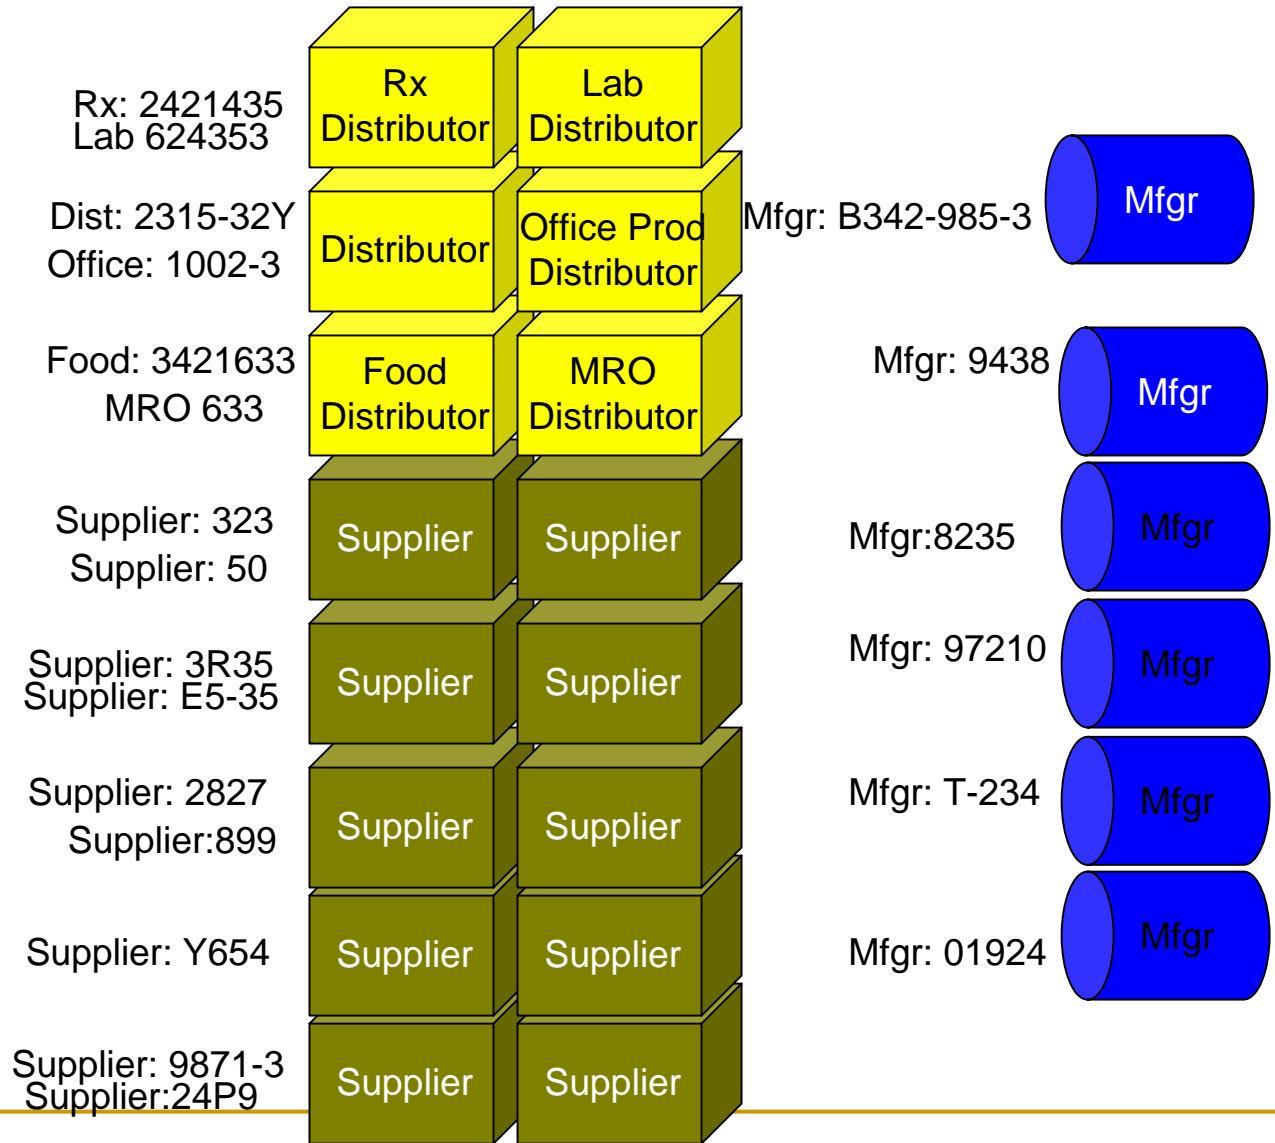 Rx: 2421435
Lab 624353
Rx
Distributor
Lab
Distributor
Dist: 2315-32Y
Office: 1002-3
Distributor
Office Prod
Distributor
Mfgr: B342-985-3
Mfgr
Food: 3421633
MRO 633
Food
Distributor
MRO
Distributor
Mfgr: 9438
Mfgr
Supplier: 323
Supplier: 50
Supplier
Supplier
Mfgr:8235
Mfgr
Supplier: 3R35
Supplier: E5-35
Supplier
Supplier
Mfgr: 97210
Mfgr
Supplier: 2827
Supplier:899
Supplier
Supplier
Mfgr: T-234
Mfgr
Supplier: Y654
Supplier
Supplier
Mfgr: 01924
Mfgr
Supplier: 9871-3
Supplier:24P9
Supplier
Supplier